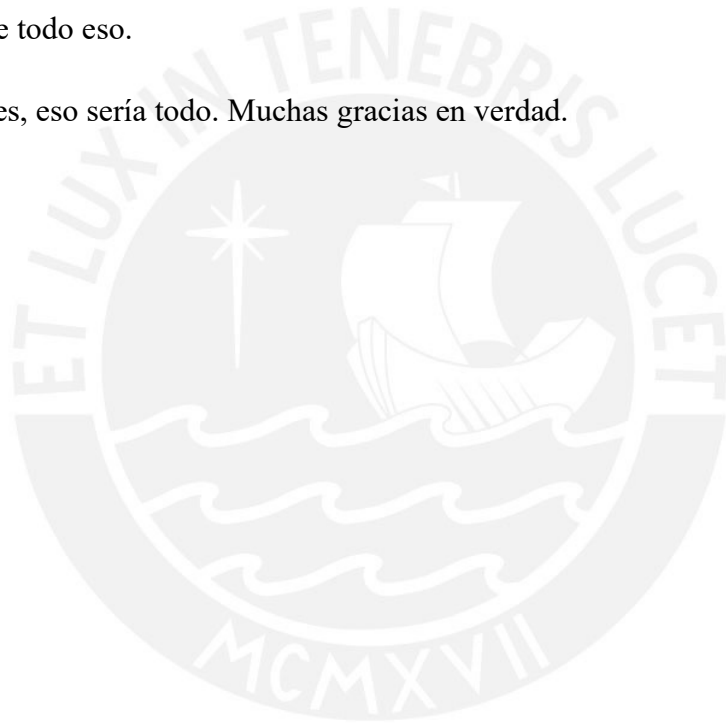 e todo eso.
es, eso sería todo. Muchas gracias en verdad.
ET LUX IN TENEBRIS LUCET
MCMXVII